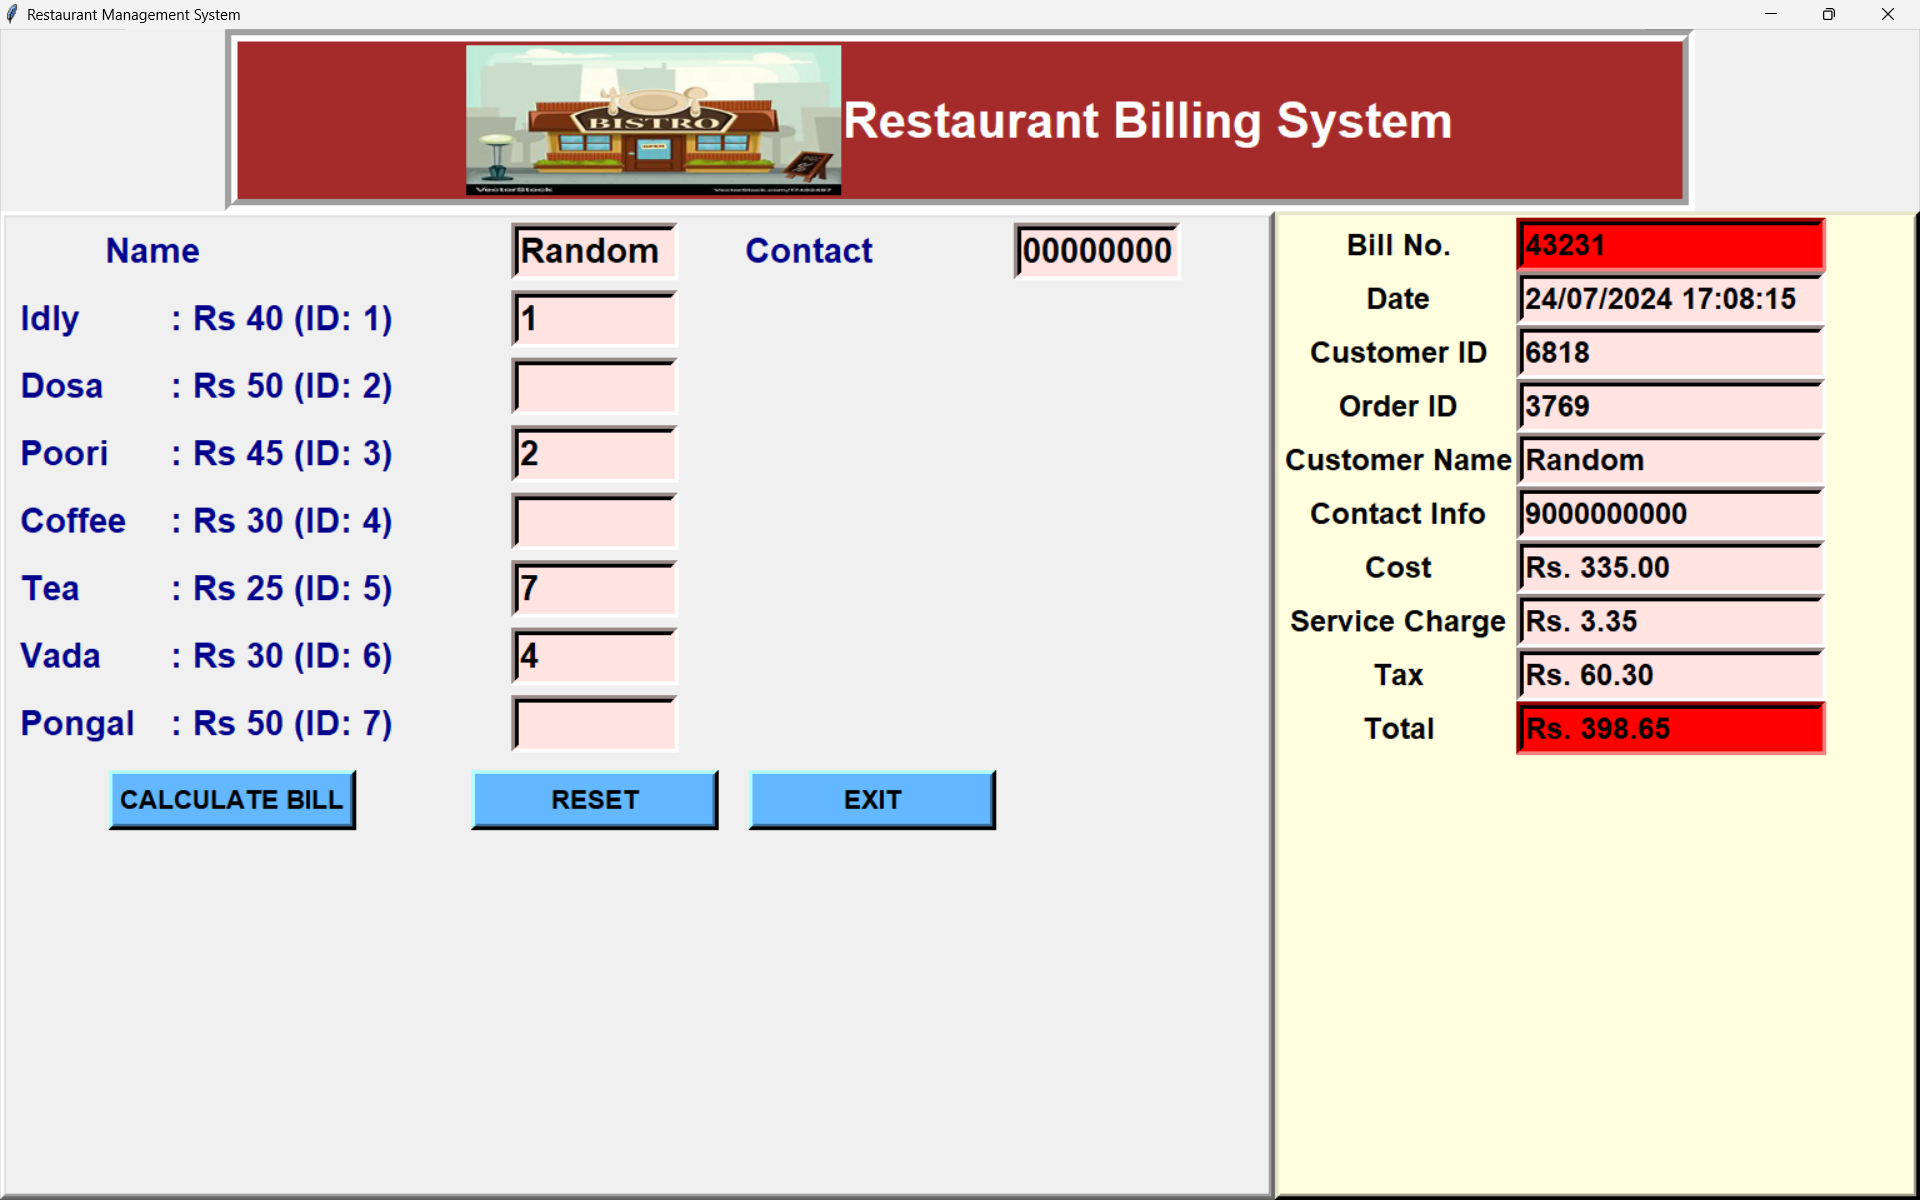 Restaurant Management System
BISTRO
OPEN
VectorStock
VectorStock.com/17482487
Restaurant Billing System
Name Random Contact 00000000
Idly : Rs 40 (ID: 1) 1
Dosa : Rs 50 (ID: 2)
Poori : Rs 45 (ID: 3) 2
Coffee : Rs 30 (ID: 4)
Tea : Rs 25 (ID: 5) 7
Vada : Rs 30 (ID: 6) 4
Pongal : Rs 50 (ID: 7)
CALCULATE BILL RESET EXIT
Bill No. 43231
Date 24/07/2024 17:08:15
Customer ID 6818
Order ID 3769
Customer Name Random
Contact Info 9000000000
Cost Rs. 335.00
Service Charge Rs. 3.35
Tax Rs. 60.30
Total Rs. 398.65